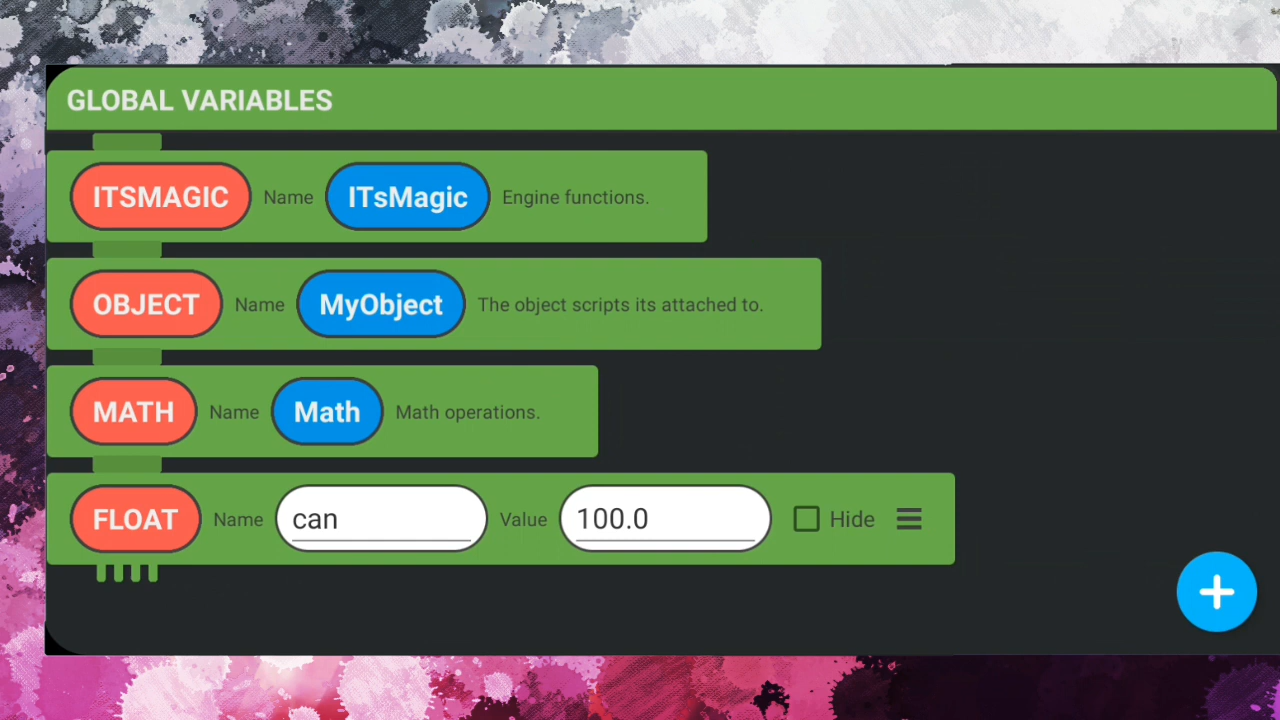 GLOBAL VARIABLES
ITSMAGIC Name ITsMagic Engine functions.
OBJECT Name MyObject The object scripts its attached to.
MATH Name Math Math operations.
FLOAT Name can Value 100.0 Hide